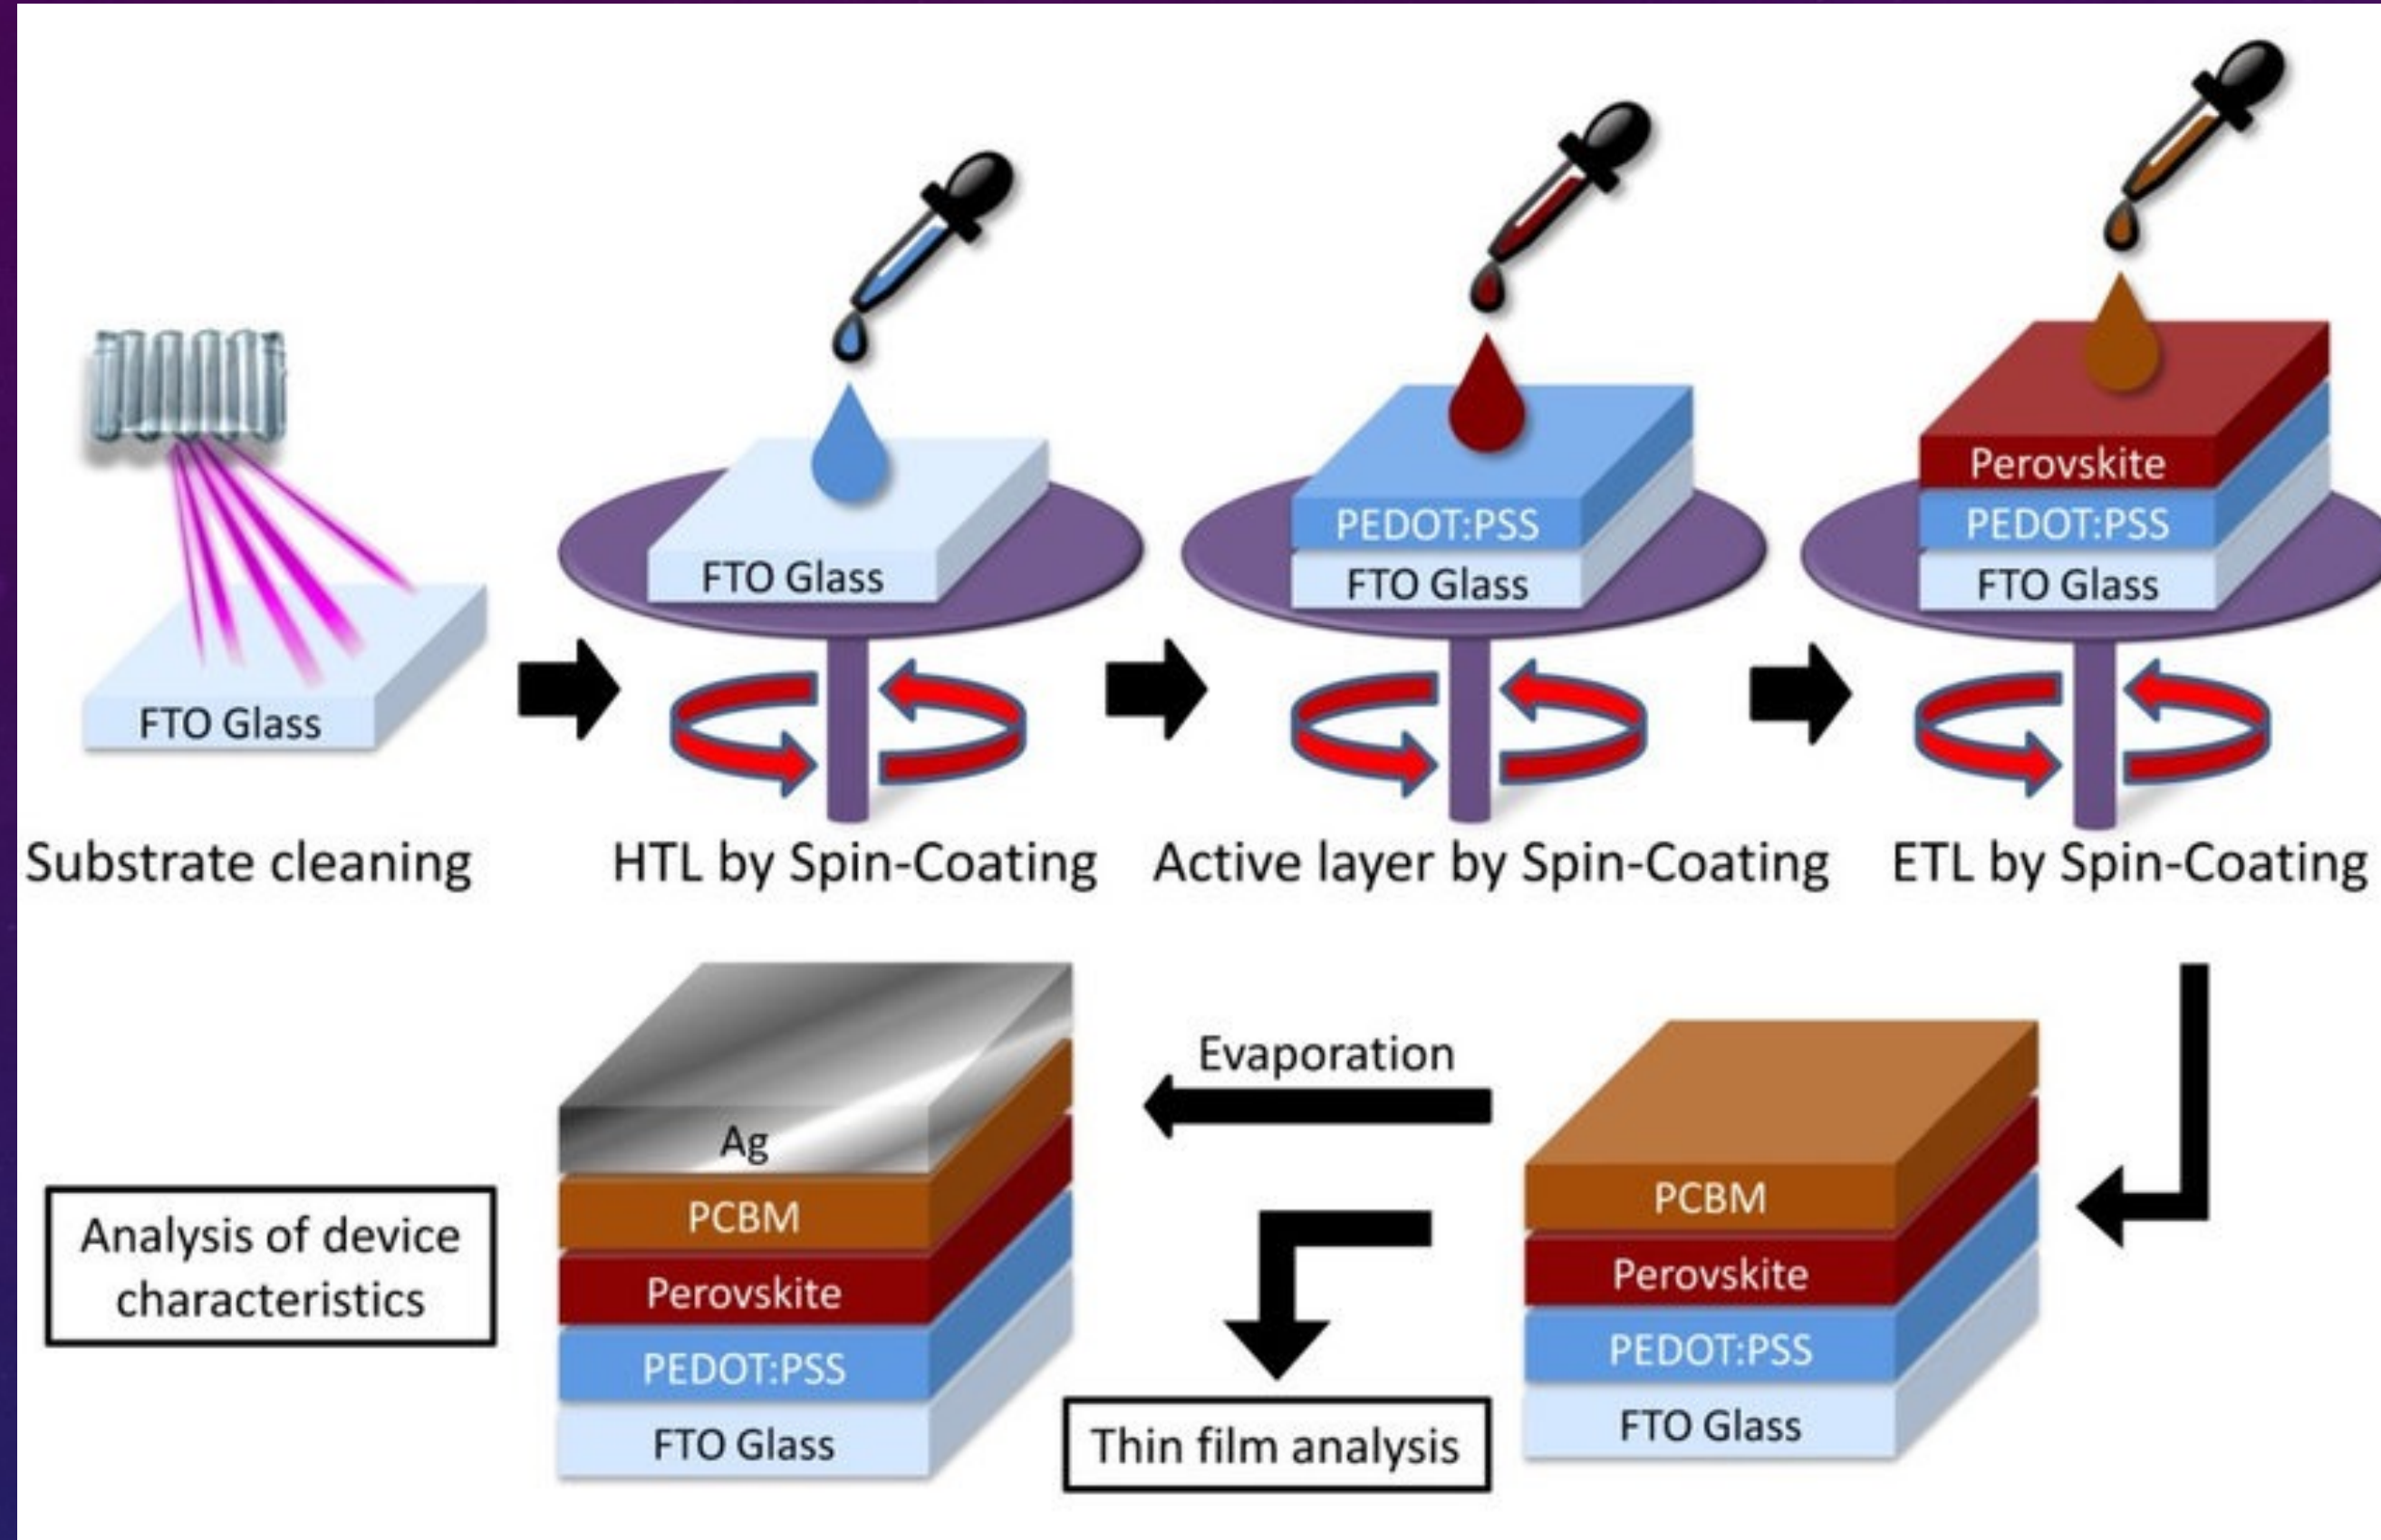 FTO Glass
Substrate cleaning
FTO Glass
HTL by Spin-Coating
PEDOT:PSS
FTO Glass
Active layer by Spin-Coating
Perovskite
PEDOT:PSS
FTO Glass
ETL by Spin-Coating
PCBM
Perovskite
PEDOT:PSS
FTO Glass
Evaporation
Thin film analysis
Ag
PCBM
Perovskite
PEDOT:PSS
FTO Glass
Analysis of device
characteristics